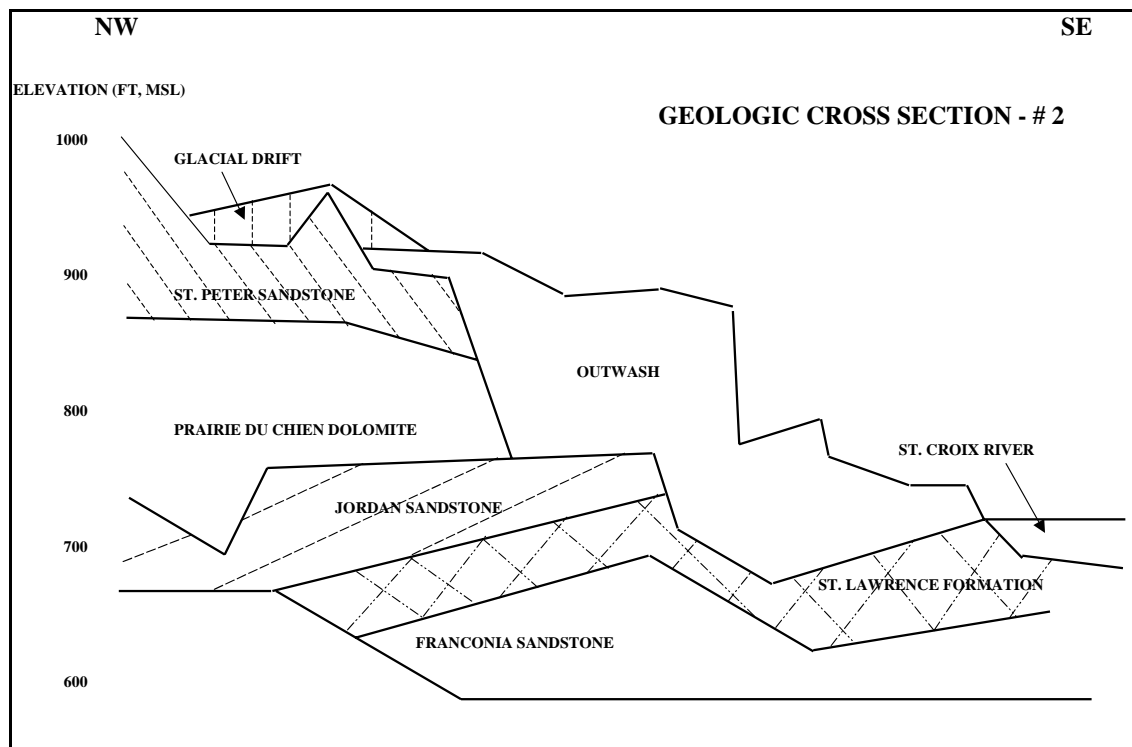 NW
SE
ELEVATION (FT, MSL)
GEOLOGIC CROSS SECTION - # 2
1000
GLACIAL DRIFT
900
ST. PETER SANDSTONE
OUTWASH
800
PRAIRIE DU CHIEN DOLOMITE
ST. CROIX RIVER
JORDAN SANDSTONE
700
ST. LAWRENCE FORMATION
FRANCONIA SANDSTONE
600